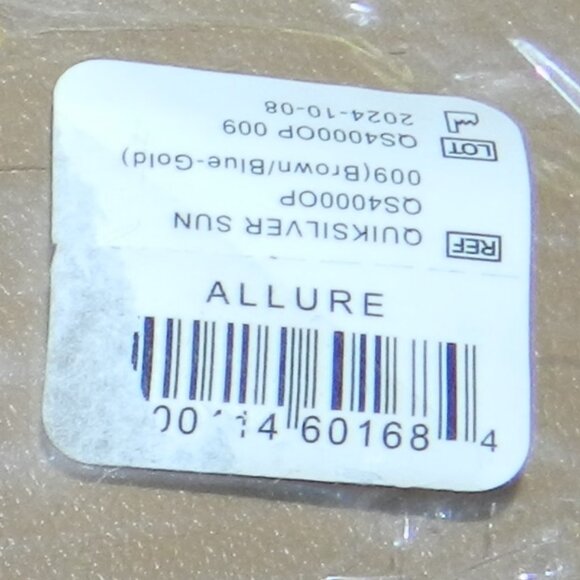 REF QUIKSILVER SUN
QS4000OP
009(Brown/Blue-Gold)
LOT QS4000OP 009
2024-10-08
ALLURE
60168 4